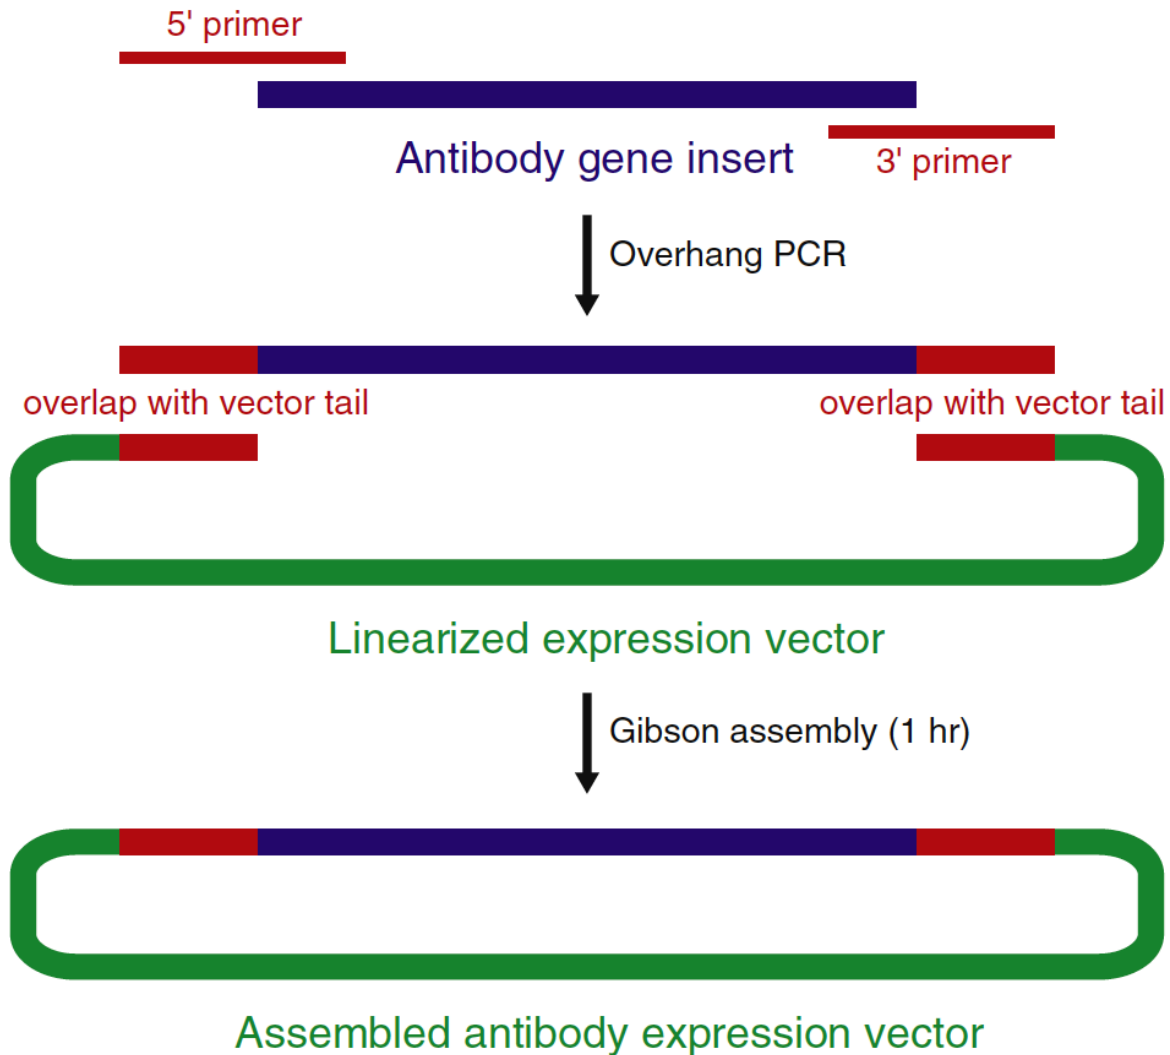 5' primer
Antibody gene insert
3' primer
Overhang PCR
overlap with vector tail
overlap with vector tail
Linearized expression vector
Gibson assembly (1 hr)
Assembled antibody expression vector